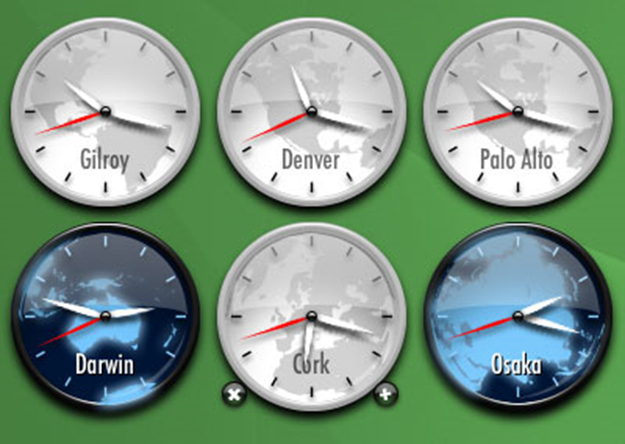 Gilroy
Denver
Palo Alto
Darwin
Cork
Osaka